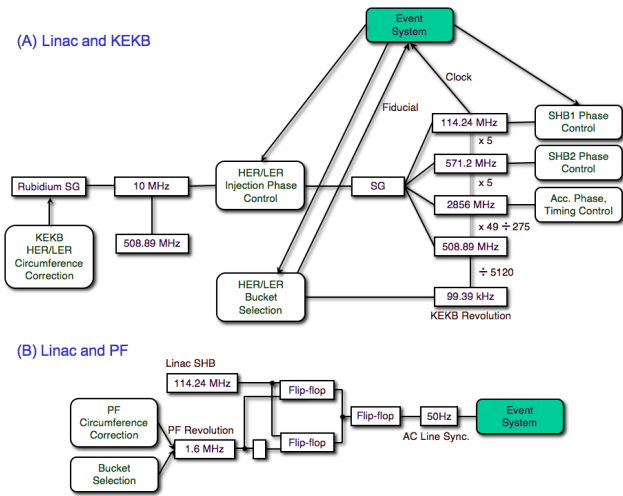 (A) Linac and KEKB
Event
System
Clock
Fiducial
114.24 MHz
SHB1 Phase
Control
x 5
HER/LER
Injection Phase
Control
571.2 MHz
SHB2 Phase
Control
x 5
Rubidium SG
10 MHz
SG
2856 MHz
Acc. Phase,
Timing Control
x 49 ÷ 275
KEKB
HER/LER
Circumference
Correction
508.89 MHz
508.89 MHz
÷ 5120
HER/LER
Bucket
Selection
99.39 kHz
KEKB Revolution
(B) Linac and PF
Linac SHB
114.24 MHz
Flip-flop
PF
Circumference
Correction
PF Revolution
1.6 MHz
Flip-flop
Flip-flop
50Hz
AC Line Sync.
Event
System
Bucket
Selection